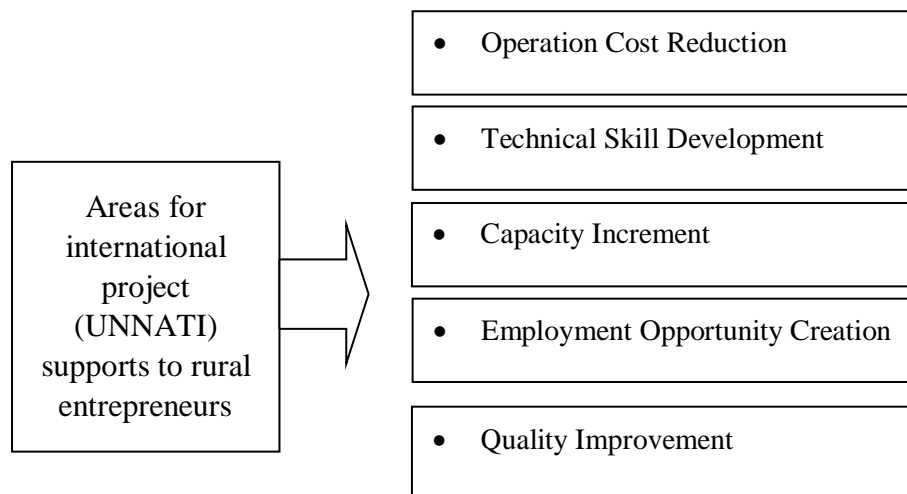 Areas for
international
project
(UNNATI)
supports to rural
entrepreneurs
• Operation Cost Reduction
• Technical Skill Development
• Capacity Increment
• Employment Opportunity Creation
• Quality Improvement